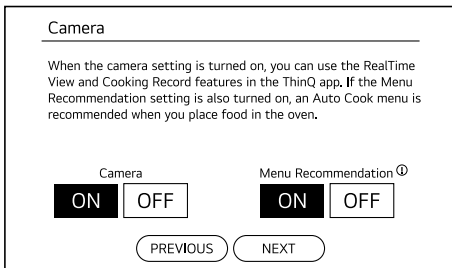 Camera
When the camera setting is turned on, you can use the RealTime
View and Cooking Record features in the ThinQ app. If the Menu
Recommendation setting is also turned on, an Auto Cook menu is
recommended when you place food in the oven.
Camera
Menu Recommendation ①
ON OFF
ON OFF
PREVIOUS NEXT